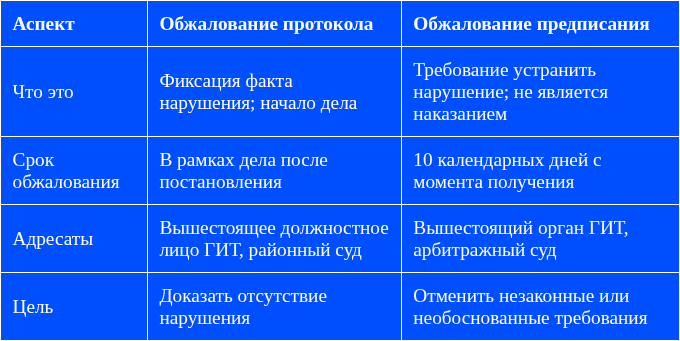 Аспект
Обжалование протокола
Обжалование предписания
Что это
Фиксация факта
нарушения; начало дела
Требование устранить
нарушение; не является
наказанием
Срок
обжалования
В рамках дела после
постановления
10 календарных дней с
момента получения
Адресаты
Вышестоящее должностное
лицо ГИТ, районный суд
Вышестоящий орган ГИТ,
арбитражный суд
Цель
Доказать отсутствие
нарушения
Отменить незаконные или
необоснованные требования